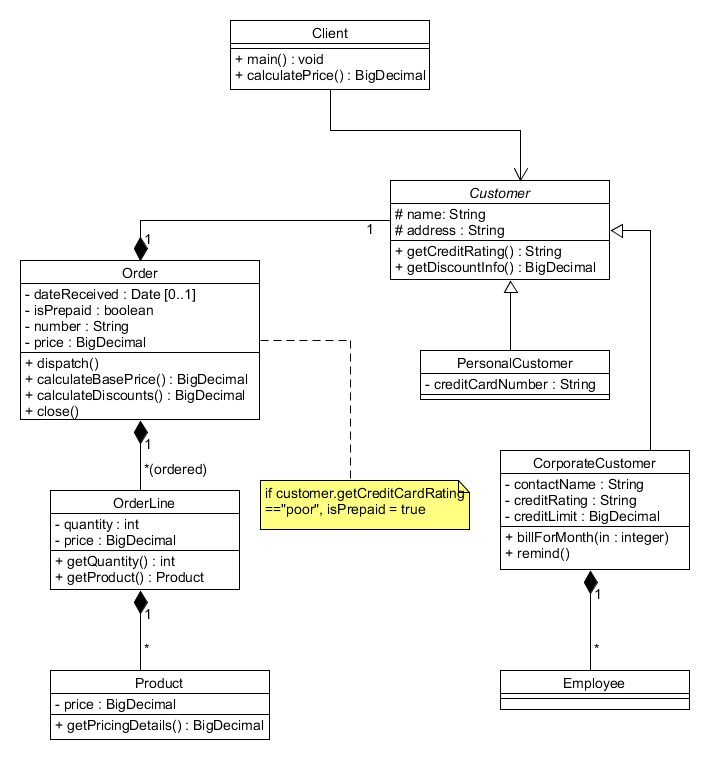 Client
+ main() : void
+ calculatePrice() : BigDecimal
Customer
# name: String
# address : String
+ getCreditRating() : String
+ getDiscountInfo() : BigDecimal
1
1
Order
- dateReceived : Date [0..1]
- isPrepaid : boolean
- number : String
- price : BigDecimal
+ dispatch()
+ calculateBasePrice() : BigDecimal
+ calculateDiscounts() : BigDecimal
+ close()
PersonalCustomer
- creditCardNumber : String
1
*(ordered)
if customer.getCreditCardRating
=="poor", isPrepaid = true
CorporateCustomer
- contactName : String
- creditRating : String
- creditLimit : BigDecimal
+ billForMonth(in : integer)
+ remind()
OrderLine
- quantity : int
- price : BigDecimal
+ getQuantity() : int
+ getProduct() : Product
1
*
1
*
Product
- price : BigDecimal
+ getPricingDetails() : BigDecimal
Employee